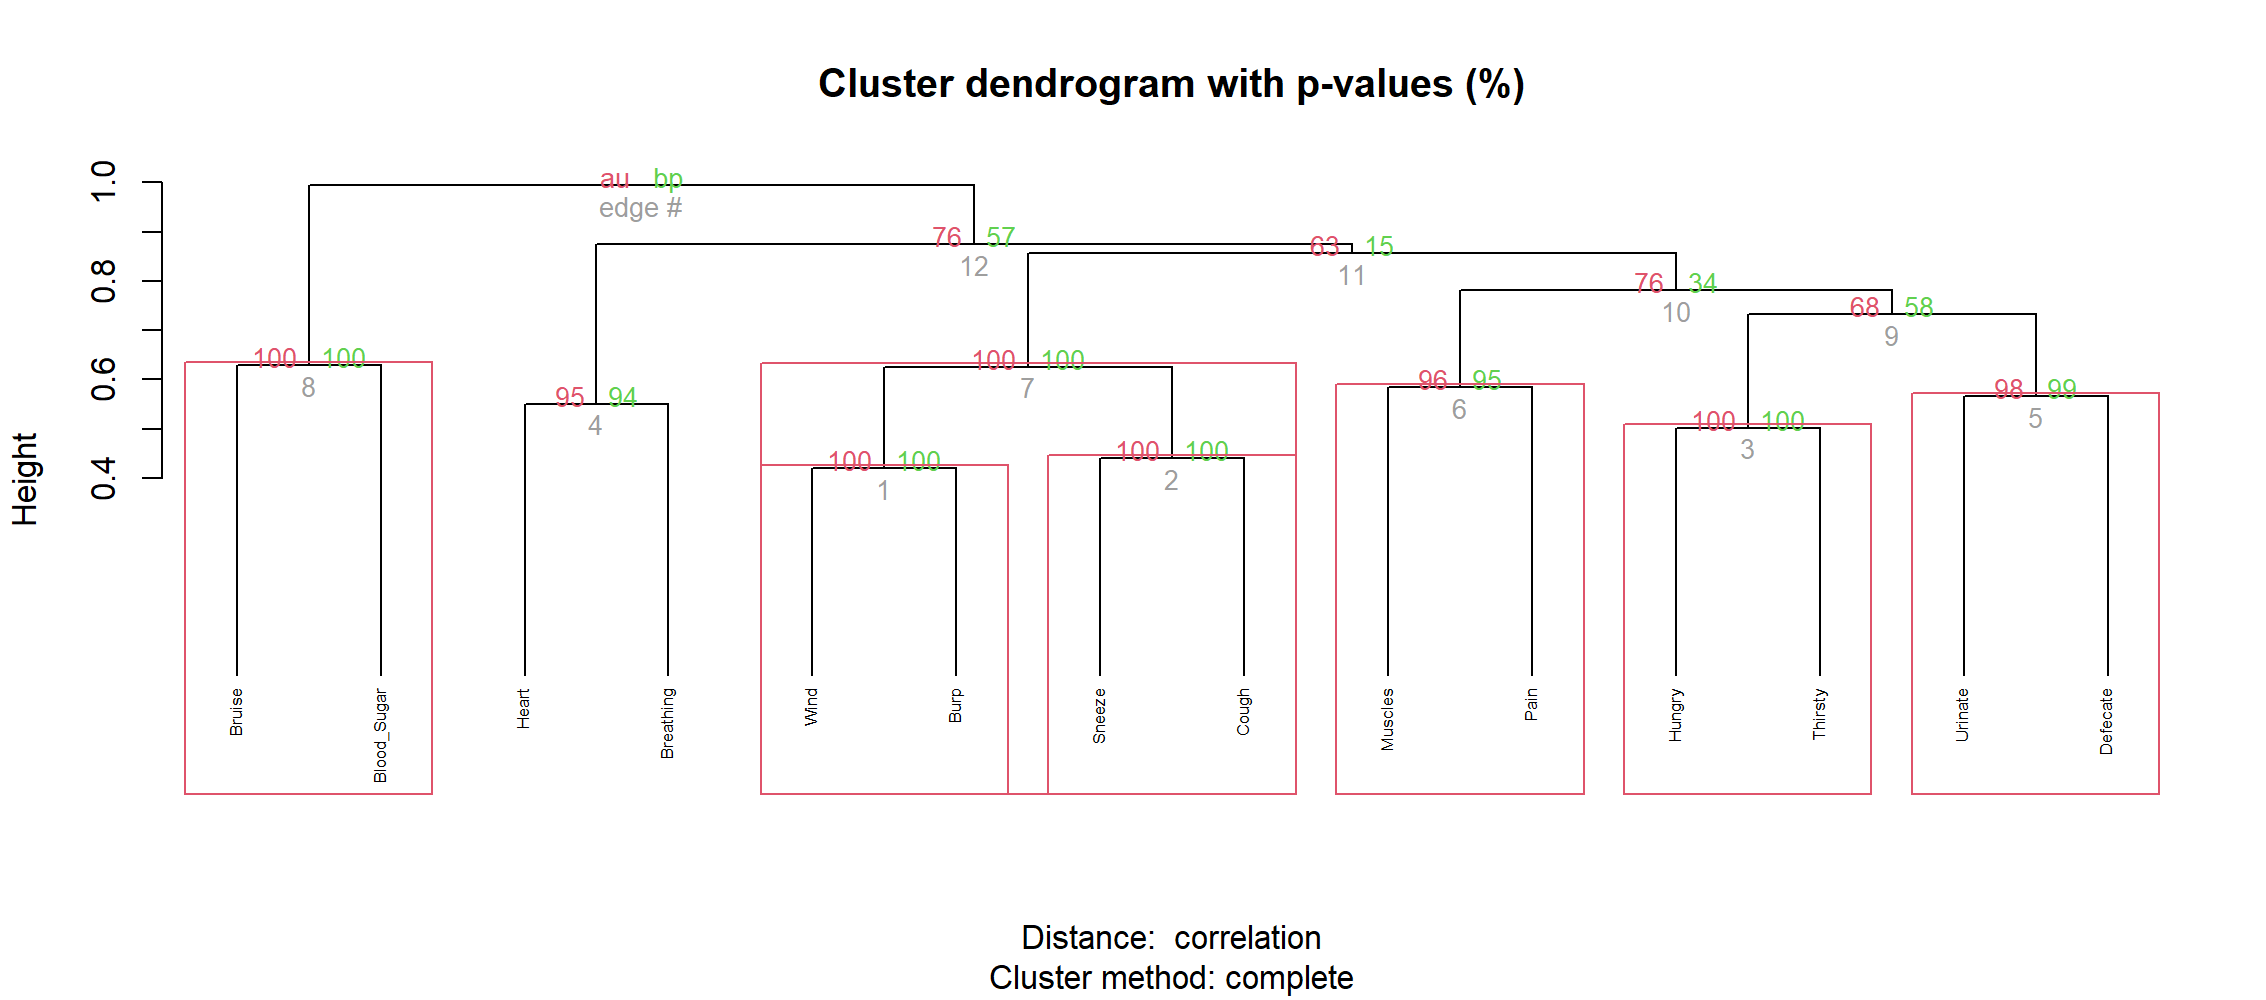 Cluster dendrogram with p-values (%)
Height
1.0
0.8
0.6
0.4
au bp
edge #
76 57
12
63 15
11
76 34
10
68 58
9
100 100
8
100 100
7
96 95
6
98 99
5
95 94
4
100 100
3
100 100
2
100 100
1
Bruise
Blood_Sugar
Heart
Breathing
Wind
Burp
Sneeze
Cough
Muscles
Pain
Hungry
Thirsty
Urinate
Defecate
Distance: correlation
Cluster method: complete